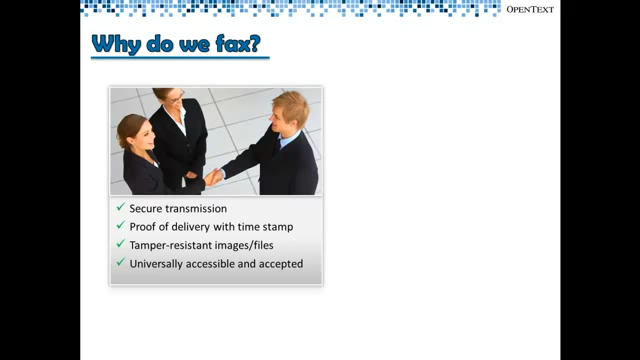 OPENTEXT
Why do we fax?
Secure transmission
Proof of delivery with time stamp
Tamper-resistant images/files
Universally accessible and accepted